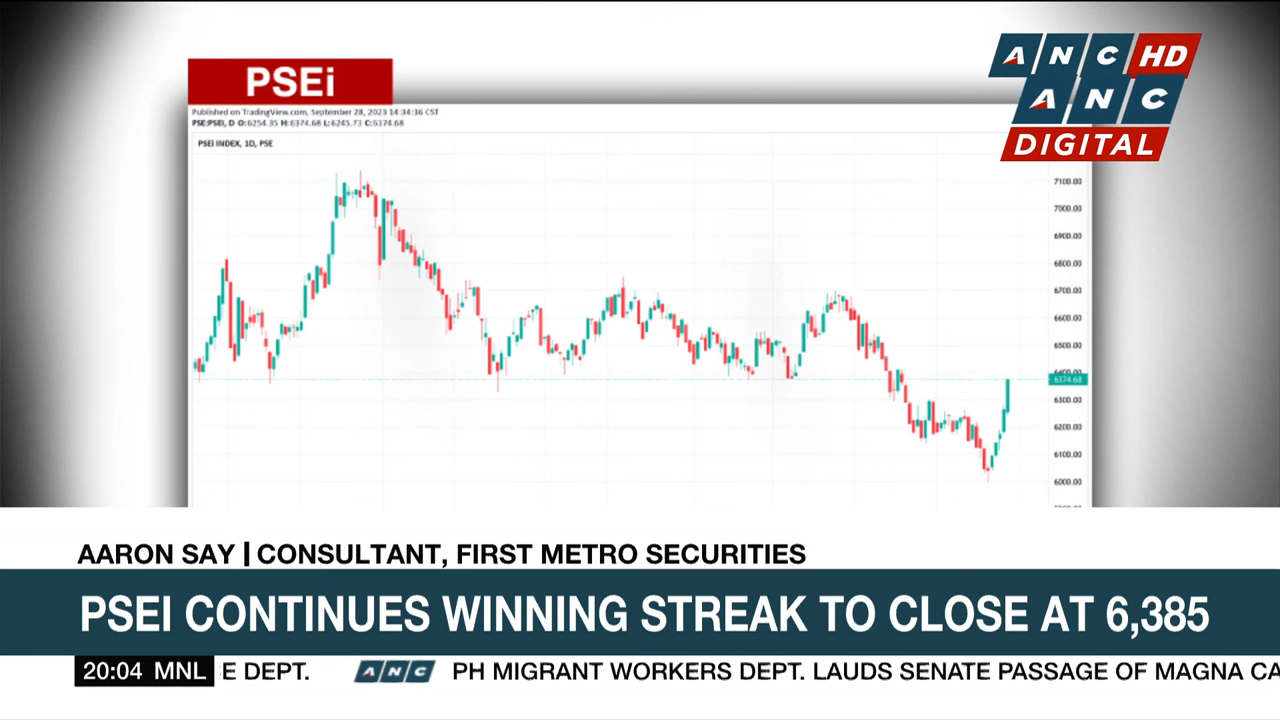 PSEi
Published on TradingView.com, September 28, 2023 14:34:36 CST
PSE:PSEI, D O:6254.35 H:6374.68 L:6245.73 C:6374.68
PSEi INDEX, 1D, PSE
ANC HD
ANC
DIGITAL
7100.00
7000.00
6900.00
6800.00
6700.00
6600.00
6500.00
6400.00
6374.68
6300.00
6200.00
6100.00
6000.00
AARON SAY | CONSULTANT, FIRST METRO SECURITIES
PSEI CONTINUES WINNING STREAK TO CLOSE AT 6,385
20:04 MNL E DEPT. ANC PH MIGRANT WORKERS DEPT. LAUDS SENATE PASSAGE OF MAGNA CA